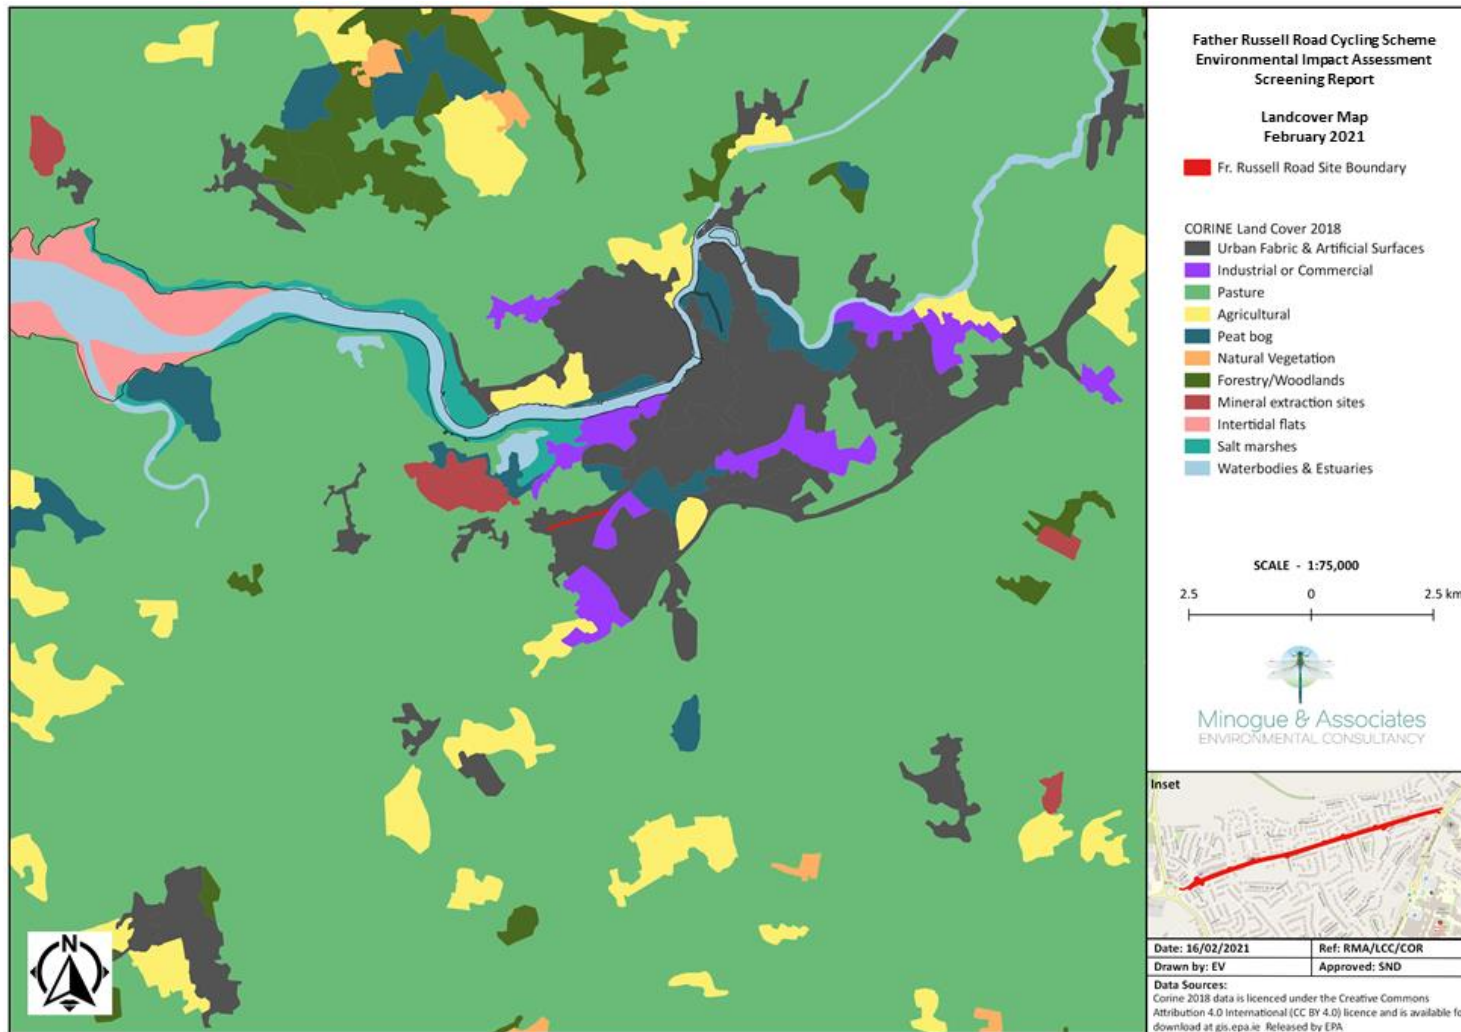 Father Russell Road Cycling Scheme
Environmental Impact Assessment
Screening Report
Landcover Map
February 2021
Fr. Russell Road Site Boundary
CORINE Land Cover 2018
Urban Fabric & Artificial Surfaces
Industrial or Commercial
Pasture
Agricultural
Peat bog
Natural Vegetation
Forestry/Woodlands
Mineral extraction sites
Intertidal flats
Salt marshes
Waterbodies & Estuaries
SCALE - 1:75,000
2.5 0 2.5 km
Minogue & Associates
ENVIRONMENTAL CONSULTANCY
Inset
N
Date: 16/02/2021 Ref: RMA/LCC/COR
Drawn by: EV Approved: SND
Data Sources:
Corine 2018 data is licenced under the Creative Commons
Attribution 4.0 International (CC BY 4.0) licence and is available fo
download at gis.epa.ie Released by EPA